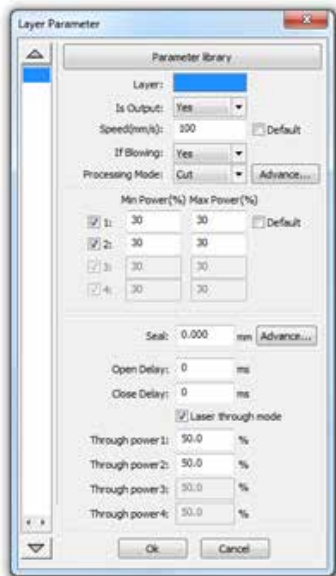 Layer Parameter
Parameter library
Layer:
Is Output: Yes
Speed(mm/s): 100 Default
If Blowing: Yes
Processing Mode: Cut Advance...
Min Power(%) Max Power(%)
1: 30 30 Default
2: 30 30
3: 30 30
4: 30 30
Seal: 0.000 mm Advance...
Open Delay: 0 ms
Close Delay: 0 ms
Laser through mode
Through power1: 50.0 %
Through power2: 50.0 %
Through power3: 50.0 %
Through power4: 50.0 %
Ok Cancel